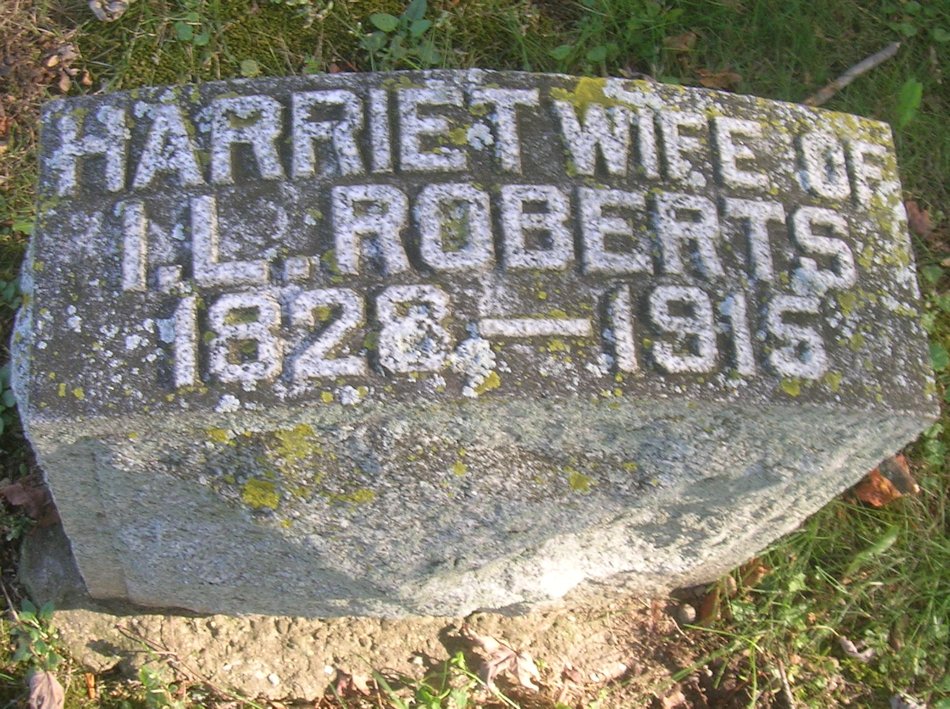 HARRIET WIFE OF
I. L. ROBERTS
1828 — 1915